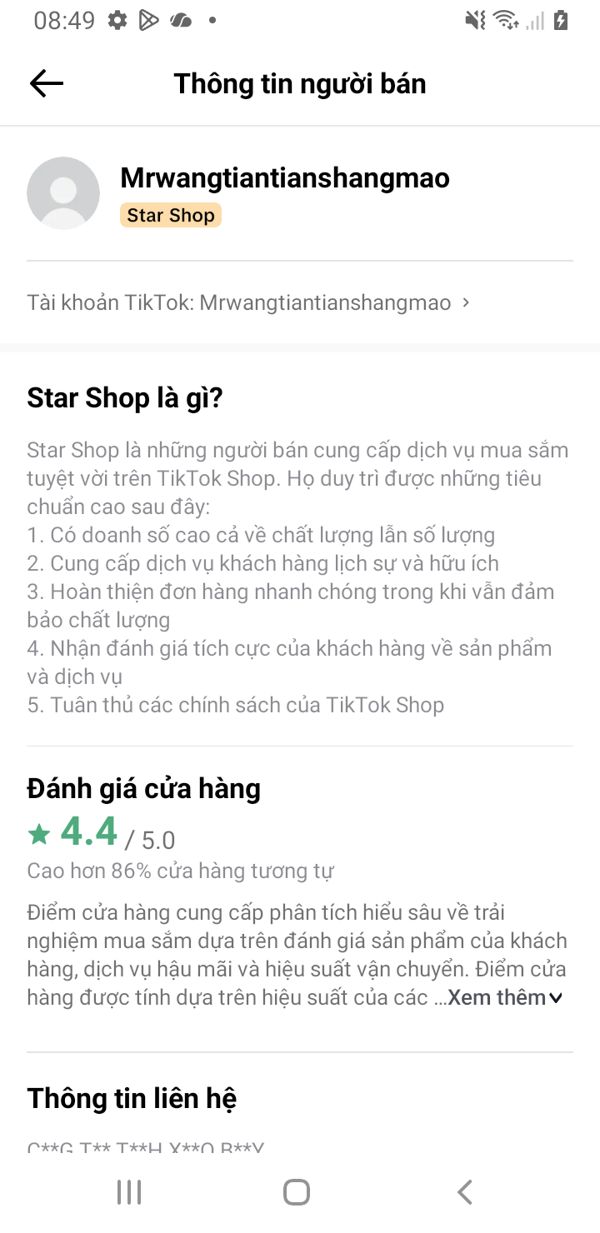 08:49
Thông tin người bán
Mrwangtiantianshangmao
Star Shop
Tài khoản TikTok: Mrwangtiantianshangmao
Star Shop là gì?
Star Shop là những người bán cung cấp dịch vụ mua sắm
tuyệt vời trên TikTok Shop. Họ duy trì được những tiêu
chuẩn cao sau đây:
1. Có doanh số cao cả về chất lượng lẫn số lượng
2. Cung cấp dịch vụ khách hàng lịch sự và hữu ích
3. Hoàn thiện đơn hàng nhanh chóng trong khi vẫn đảm
bảo chất lượng
4. Nhận đánh giá tích cực của khách hàng về sản phẩm
và dịch vụ
5. Tuân thủ các chính sách của TikTok Shop
Đánh giá cửa hàng
4.4 / 5.0
Cao hơn 86% cửa hàng tương tự
Điểm cửa hàng cung cấp phân tích hiểu sâu về trải
nghiệm mua sắm dựa trên đánh giá sản phẩm của khách
hàng, dịch vụ hậu mãi và hiệu suất vận chuyển. Điểm cửa
hàng được tính dựa trên hiệu suất của các ...Xem thêm
Thông tin liên hệ
C**G T** T**H X**O B**Y